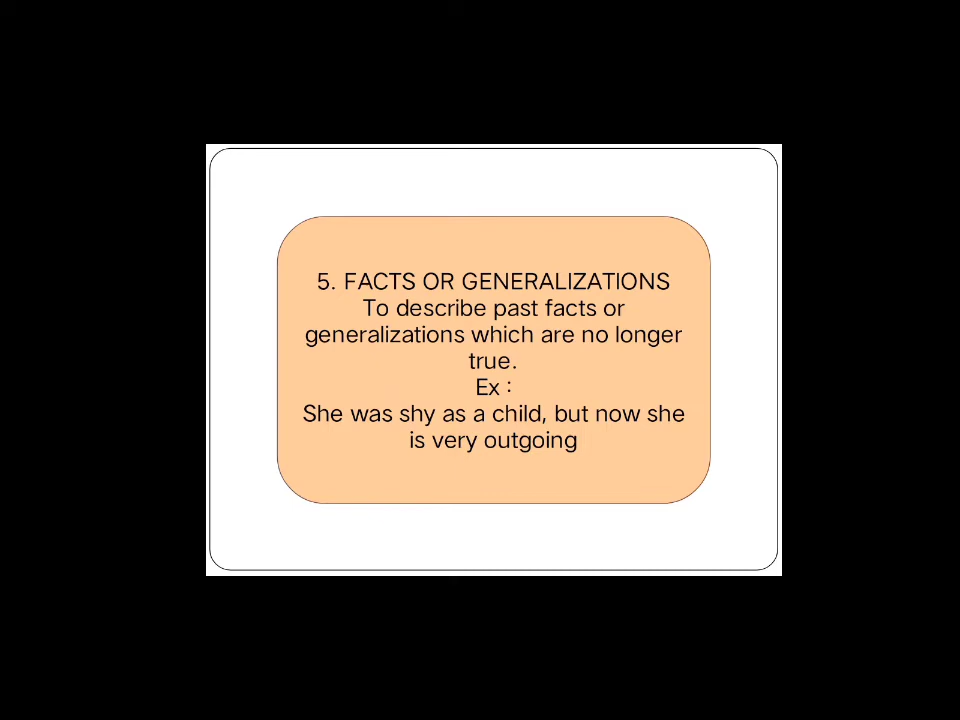 5. FACTS OR GENERALIZATIONS
To describe past facts or
generalizations which are no longer
true.
Ex :
She was shy as a child, but now she
is very outgoing